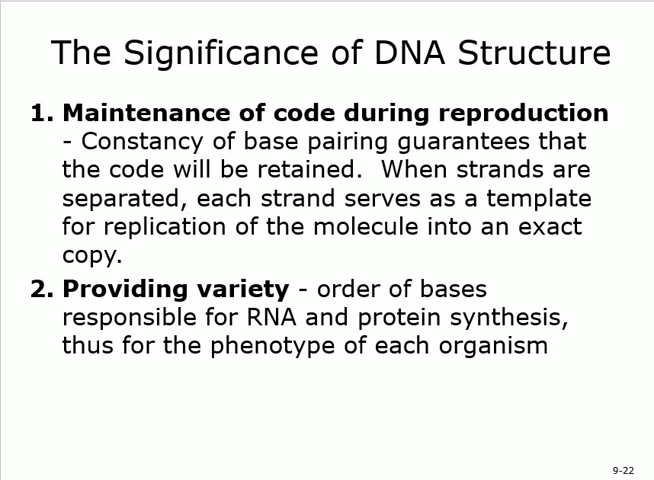 The Significance of DNA Structure
1. Maintenance of code during reproduction
- Constancy of base pairing guarantees that
the code will be retained.  When strands are
separated, each strand serves as a template
for replication of the molecule into an exact
copy.
2. Providing variety - order of bases
responsible for RNA and protein synthesis,
thus for the phenotype of each organism
9-22